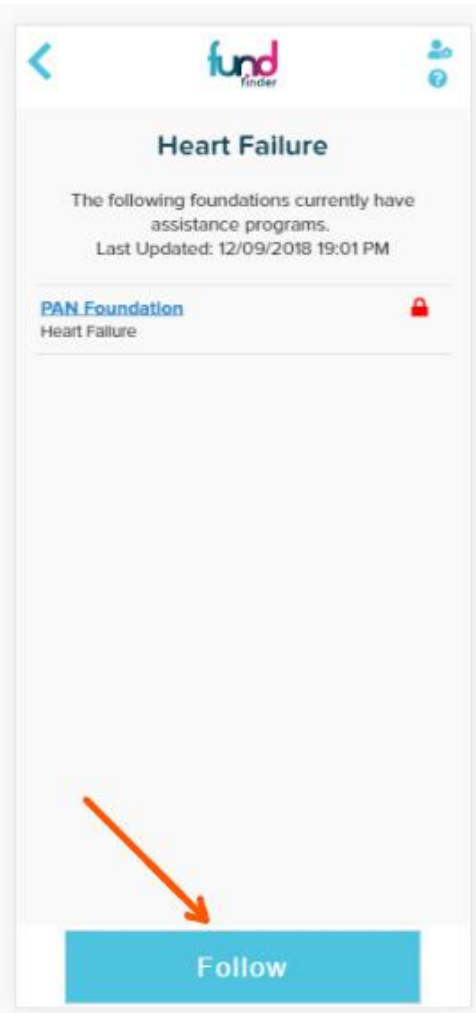 fund
finder
Heart Failure
The following foundations currently have
assistance programs.
Last Updated: 12/09/2018 19:01 PM
PAN Foundation
Heart Failure
Follow